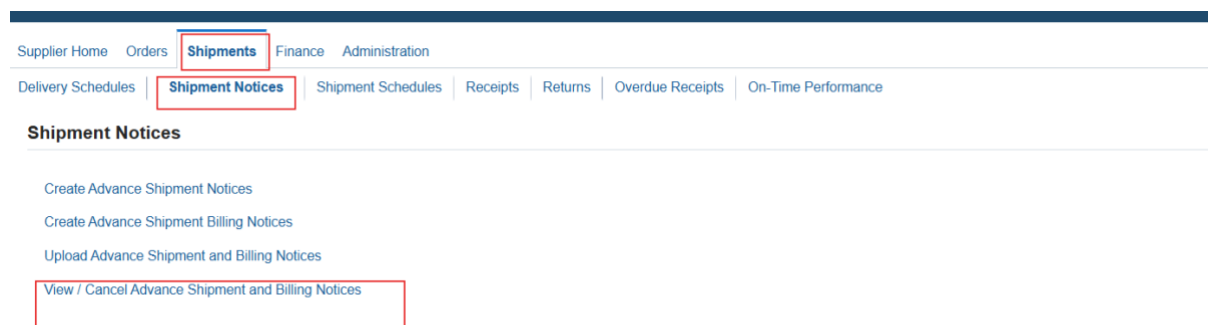 Supplier Home Orders Shipments Finance Administration
Delivery Schedules Shipment Notices Shipment Schedules Receipts Returns Overdue Receipts On-Time Performance
Shipment Notices
Create Advance Shipment Notices
Create Advance Shipment Billing Notices
Upload Advance Shipment and Billing Notices
View / Cancel Advance Shipment and Billing Notices